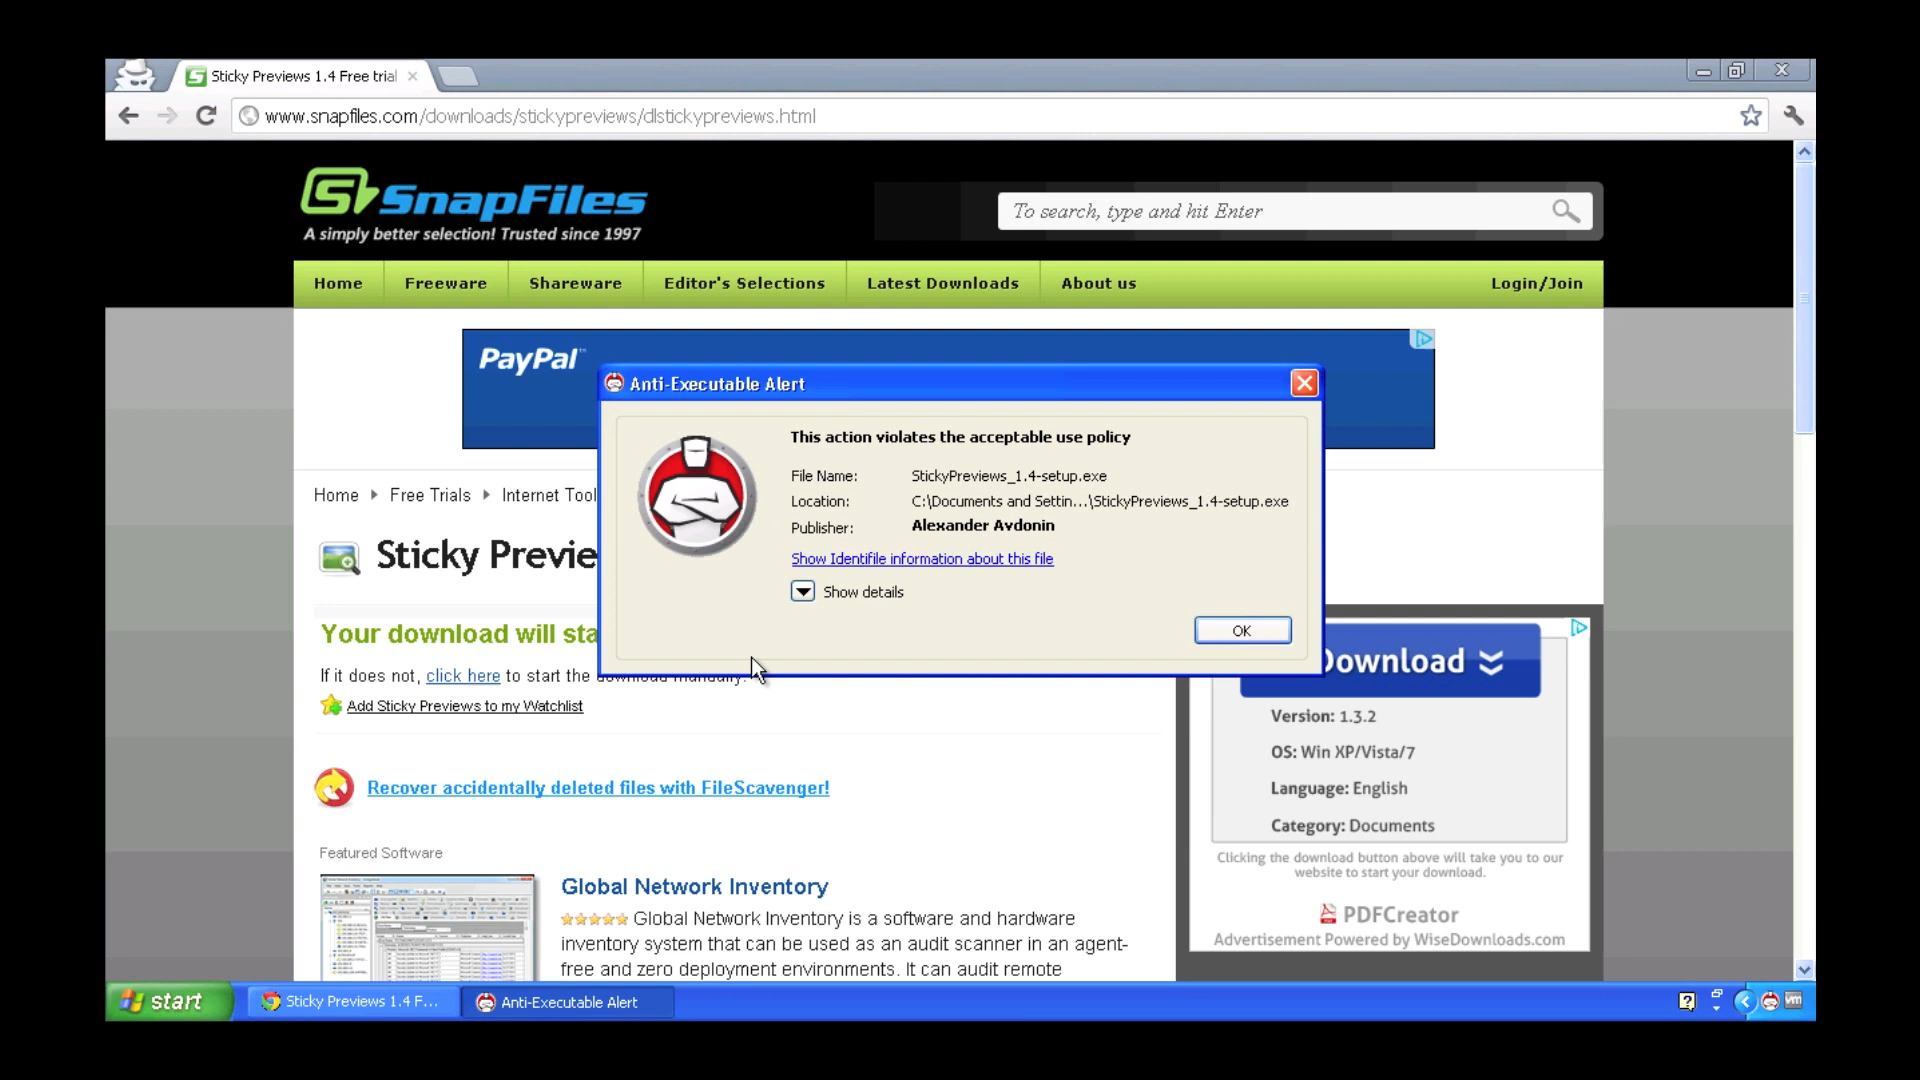 Sticky Previews 1.4 Free trial
www.snapfiles.com/downloads/stickypreviews/dlstickypreviews.html
SnapFiles
A simply better selection! Trusted since 1997
To search, type and hit Enter
Home Freeware Shareware Editor's Selections Latest Downloads About us Login/Join
PayPal™
Anti-Executable Alert
This action violates the acceptable use policy
File Name: StickyPreviews_1.4-setup.exe
Location: C:\Documents and Settin...\StickyPreviews_1.4-setup.exe
Publisher: Alexander Avdonin
Show Identifile information about this file
Show details
OK
Home Free Trials Internet Tool
Sticky Previe
Your download will sta
If it does not, click here to start the download manually.
Add Sticky Previews to my Watchlist
Recover accidentally deleted files with FileScavenger!
Featured Software
Global Network Inventory
Global Network Inventory is a software and hardware
inventory system that can be used as an audit scanner in an agent-
free and zero deployment environments. It can audit remote
Download
Version: 1.3.2
OS: Win XP/Vista/7
Language: English
Category: Documents
Clicking the download button above will take you to our
website to start your download.
PDFCreator
Advertisement Powered by WiseDownloads.com
start Sticky Previews 1.4 F... Anti-Executable Alert
vm